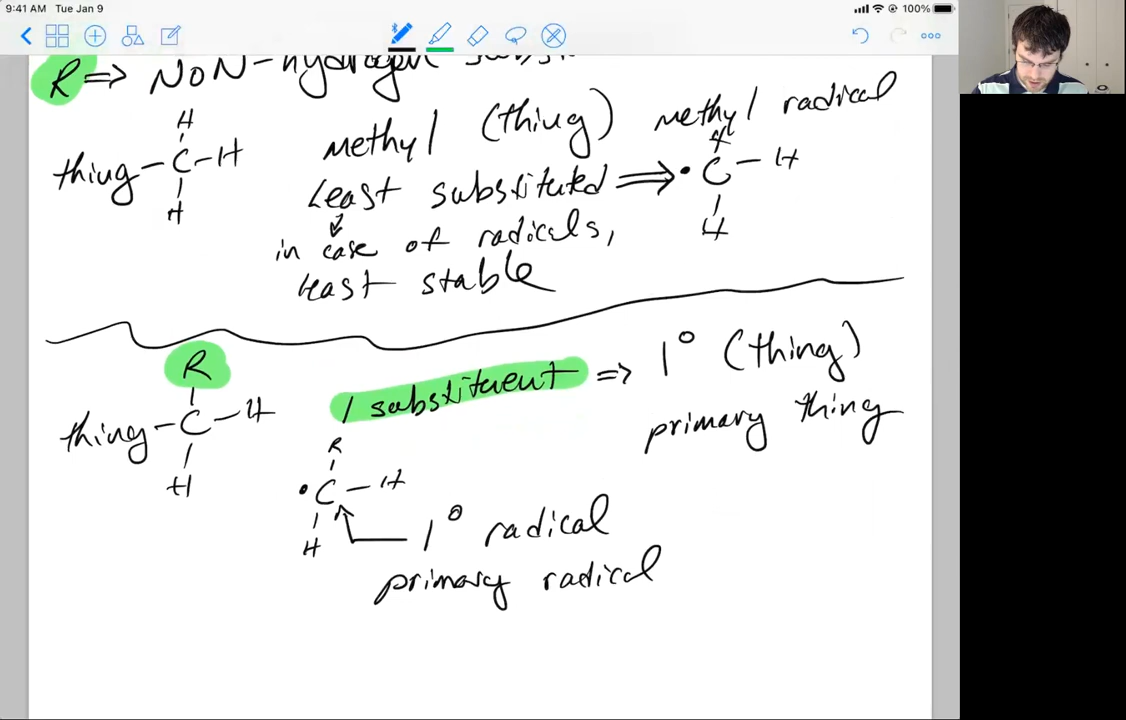 9:41 AM Tue Jan 9
100%
R => NON-hydrogen
H
thing-C-H
H
methyl (thing)
Least substituted =>
in case of radicals,
least stable
methyl radical
H
•C-H
H
R
thing-C-H
H
1 substituent => 1° (thing)
primary thing
R
•C-H
H
1° radical
primary radical